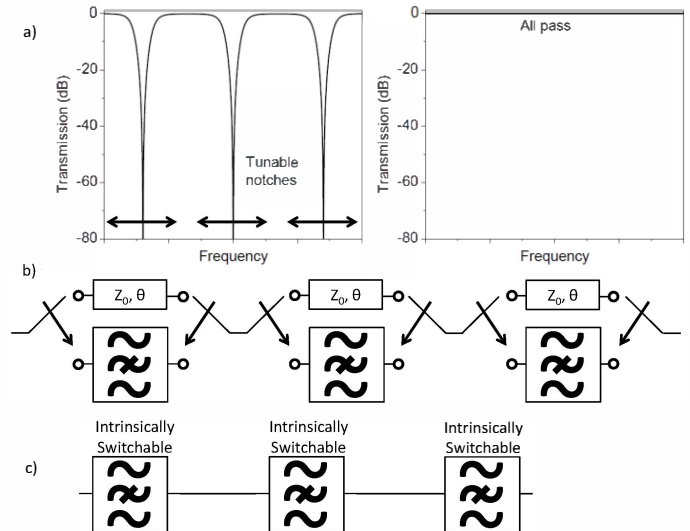 a)
Transmission (dB)
0
-20
-40
-60
-80
Tunable
notches
Frequency
Transmission (dB)
0
-20
-40
-60
-80
All pass
Frequency
b)
Z₀, θ
Z₀, θ
Z₀, θ
c)
Intrinsically
Switchable
Intrinsically
Switchable
Intrinsically
Switchable